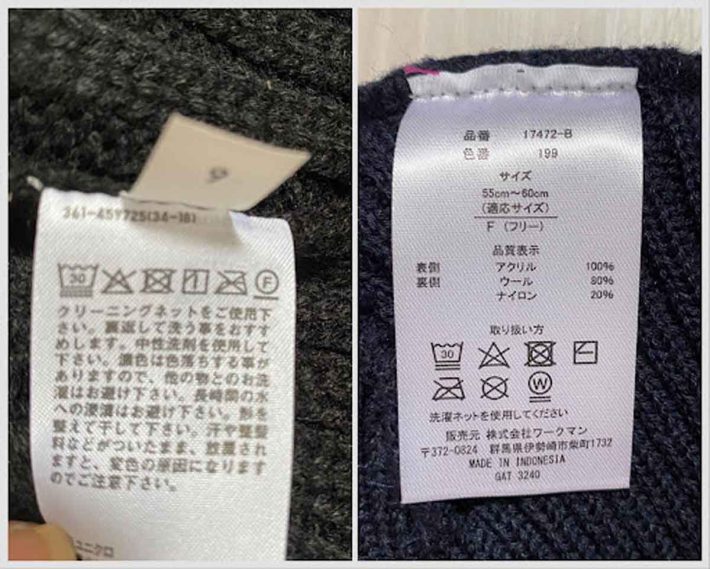 9
361-459725(34-18)
30
F
クリーニングネットをご使用下
さい。裏返して洗う事をおすす
めします。中性洗剤を使用して
下さい。濃色は色落ちする事が
ありますので、他の物とのお洗
濯はお避け下さい。長時間の水
への浸漬はお避け下さい。形を
整えて干して下さい。汗や整髪
料などがついたまま、放置され
ますと、変色の原因になります
のでご注意下さい。
ユニクロ
品番 17472-B
色番 199
サイズ
55cm～60cm
(適応サイズ)
F (フリー)
品質表示
表側 アクリル 100%
裏側 ウール 80%
ナイロン 20%
取り扱い方
30
W
洗濯ネットを使用してください
販売元 株式会社ワークマン
〒372-0824 群馬県伊勢崎市柴町1732
MADE IN INDONESIA
GAT 3240